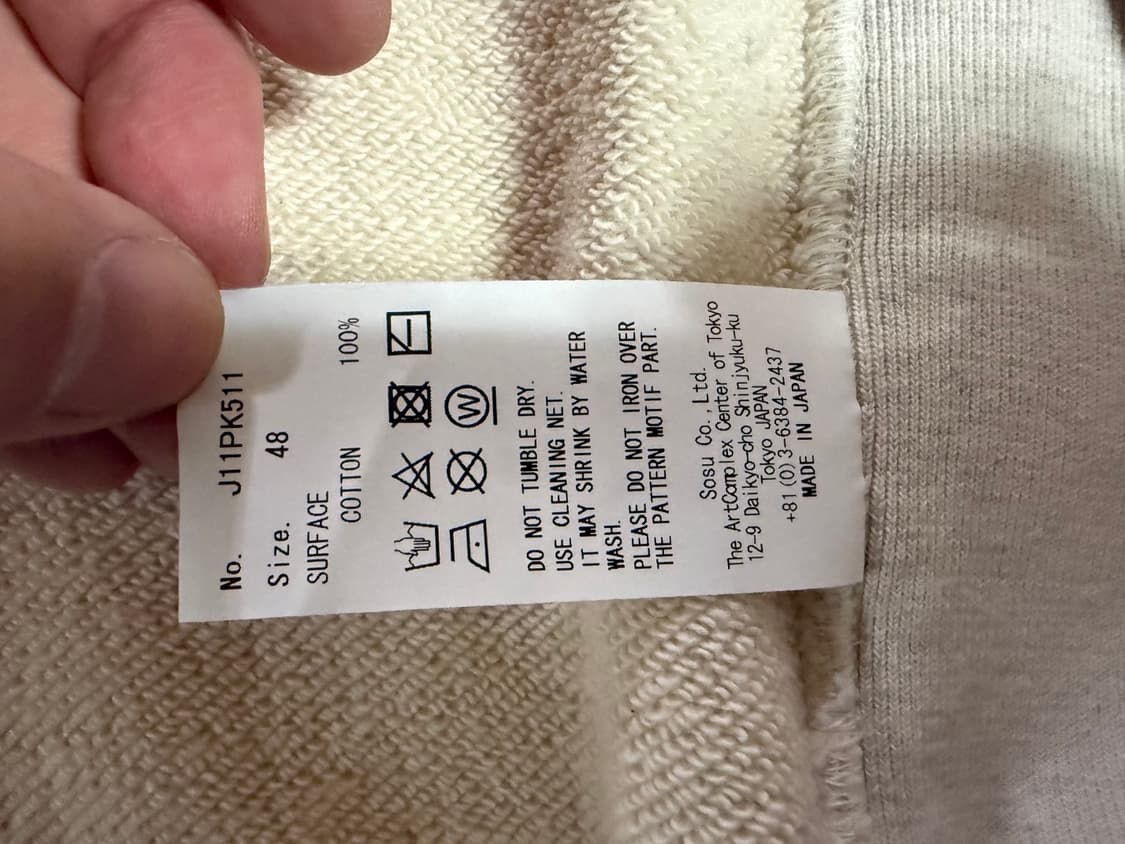 No. J11PK511
Size. 48
SURFACE
COTTON 100%
W
DO NOT TUMBLE DRY.
USE CLEANING NET.
IT MAY SHRINK BY WATER
WASH.
PLEASE DO NOT IRON OVER
THE PATTERN MOTIF PART.
Sosu Co., Ltd.
The ArtComplex Center of Tokyo
12-9 Daikyo-cho Shinjyuku-ku
Tokyo JAPAN
+81 (0) 3-6384-2437
MADE IN JAPAN